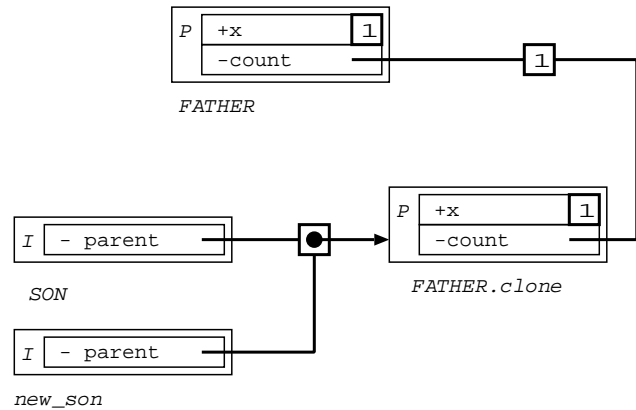 P +x 1
-count 1
FATHER
P +x 1
I - parent -count
SON FATHER.clone
I - parent
new_son